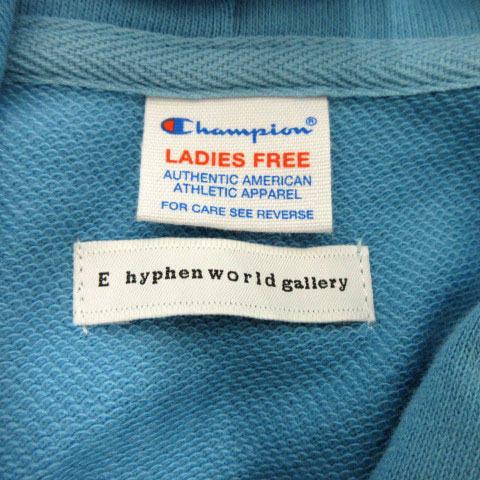 Champion®
LADIES FREE
AUTHENTIC AMERICAN
ATHLETIC APPAREL
FOR CARE SEE REVERSE
E hyphen world gallery